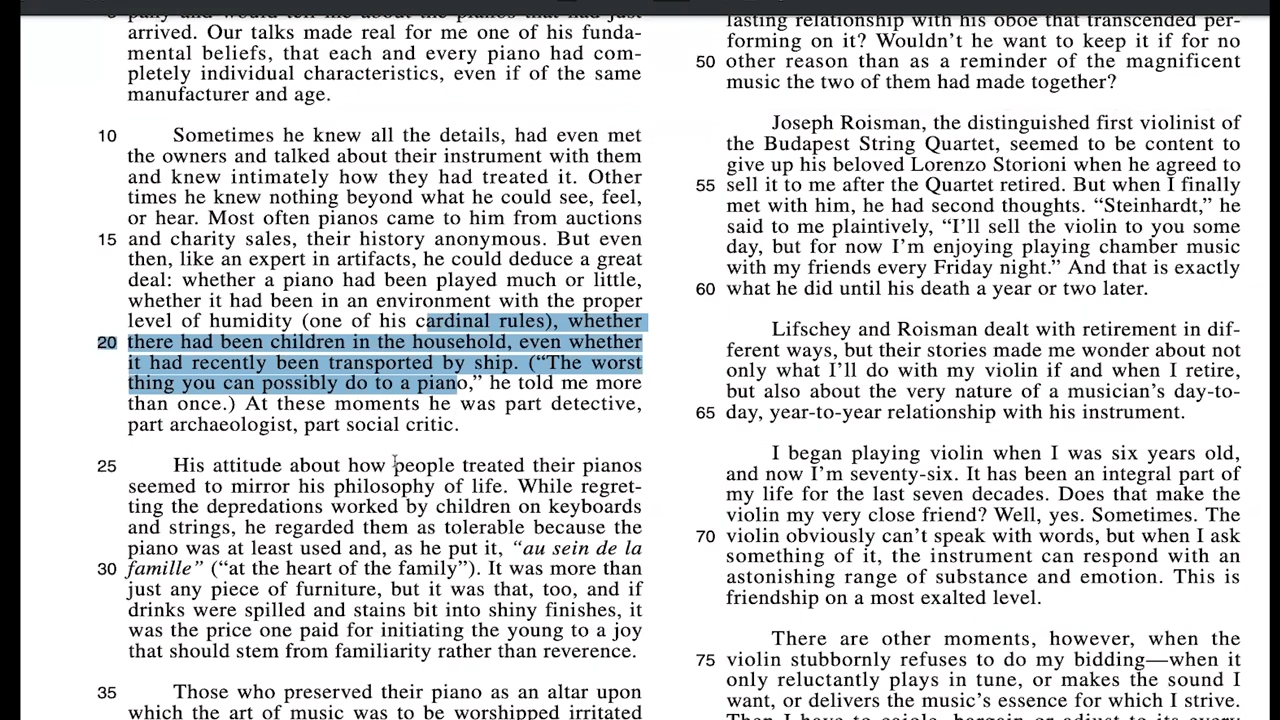 pany and would tell me about the pianos that had just
arrived. Our talks made real for me one of his funda-
mental beliefs, that each and every piano had com-
pletely individual characteristics, even if of the same
manufacturer and age.
10 Sometimes he knew all the details, had even met
the owners and talked about their instrument with them
and knew intimately how they had treated it. Other
times he knew nothing beyond what he could see, feel,
or hear. Most often pianos came to him from auctions
15 and charity sales, their history anonymous. But even
then, like an expert in artifacts, he could deduce a great
deal: whether a piano had been played much or little,
whether it had been in an environment with the proper
level of humidity (one of his cardinal rules), whether
20 there had been children in the household, even whether
it had recently been transported by ship. (“The worst
thing you can possibly do to a piano,” he told me more
than once.) At these moments he was part detective,
part archaeologist, part social critic.
25 His attitude about how people treated their pianos
seemed to mirror his philosophy of life. While regret-
ting the depredations worked by children on keyboards
and strings, he regarded them as tolerable because the
piano was at least used and, as he put it, “au sein de la
30 famille” (“at the heart of the family”). It was more than
just any piece of furniture, but it was that, too, and if
drinks were spilled and stains bit into shiny finishes, it
was the price one paid for initiating the young to a joy
that should stem from familiarity rather than reverence.
35 Those who preserved their piano as an altar upon
which the art of music was to be worshipped irritated
lasting relationship with his oboe that transcended per-
forming on it? Wouldn’t he want to keep it if for no
50 other reason than as a reminder of the magnificent
music the two of them had made together?
Joseph Roisman, the distinguished first violinist of
the Budapest String Quartet, seemed to be content to
give up his beloved Lorenzo Storioni when he agreed to
55 sell it to me after the Quartet retired. But when I finally
met with him, he had second thoughts. “Steinhardt,” he
said to me plaintively, “I’ll sell the violin to you some
day, but for now I’m enjoying playing chamber music
with my friends every Friday night.” And that is exactly
60 what he did until his death a year or two later.
Lifschey and Roisman dealt with retirement in dif-
ferent ways, but their stories made me wonder about not
only what I’ll do with my violin if and when I retire,
but also about the very nature of a musician’s day-to-
65 day, year-to-year relationship with his instrument.
I began playing violin when I was six years old,
and now I’m seventy-six. It has been an integral part of
my life for the last seven decades. Does that make the
violin my very close friend? Well, yes. Sometimes. The
70 violin obviously can’t speak with words, but when I ask
something of it, the instrument can respond with an
astonishing range of substance and emotion. This is
friendship on a most exalted level.
There are other moments, however, when the
75 violin stubbornly refuses to do my bidding—when it
only reluctantly plays in tune, or makes the sound I
want, or delivers the music’s essence for which I strive.
Then I have to cajole, bargain or adjust to its every